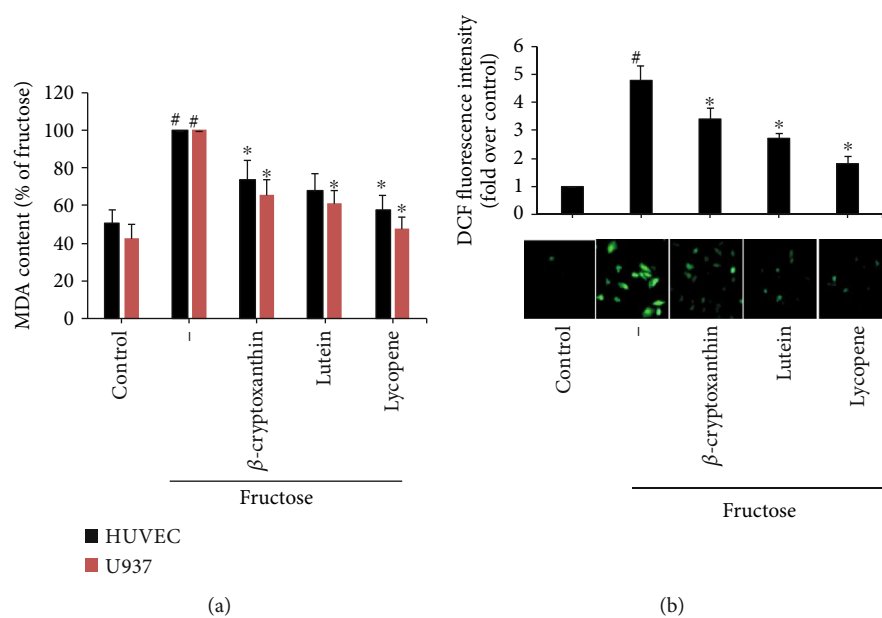 MDA content (% of fructose)
120
100
80
60
40
20
0
# #
*
*
*
*
*
Control
–
β-cryptoxanthin
Lutein
Lycopene
Fructose
HUVEC
U937
(a)
DCF fluorescence intensity
(fold over control)
6
5
4
3
2
1
0
#
*
*
*
Control
–
β-cryptoxanthin
Lutein
Lycopene
Fructose
(b)